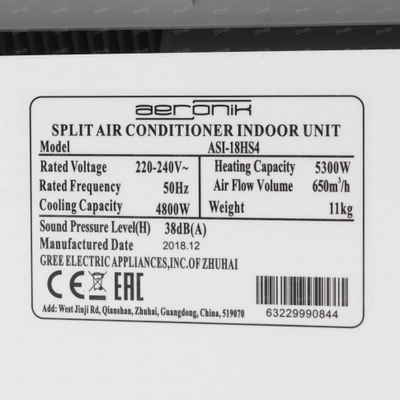 aeronik
SPLIT AIR CONDITIONER INDOOR UNIT
Model ASI-18HS4
Rated Voltage 220-240V~ Heating Capacity 5300W
Rated Frequency 50Hz Air Flow Volume 650m³/h
Cooling Capacity 4800W Weight 11kg
Sound Pressure Level(H) 38dB(A)
Manufactured Date 2018.12
GREE ELECTRIC APPLIANCES,INC.OF ZHUHAI
CE EAC
Add: West Jinji Rd, Qianshan, Zhuhai, Guangdong, China, 519070 63229990844